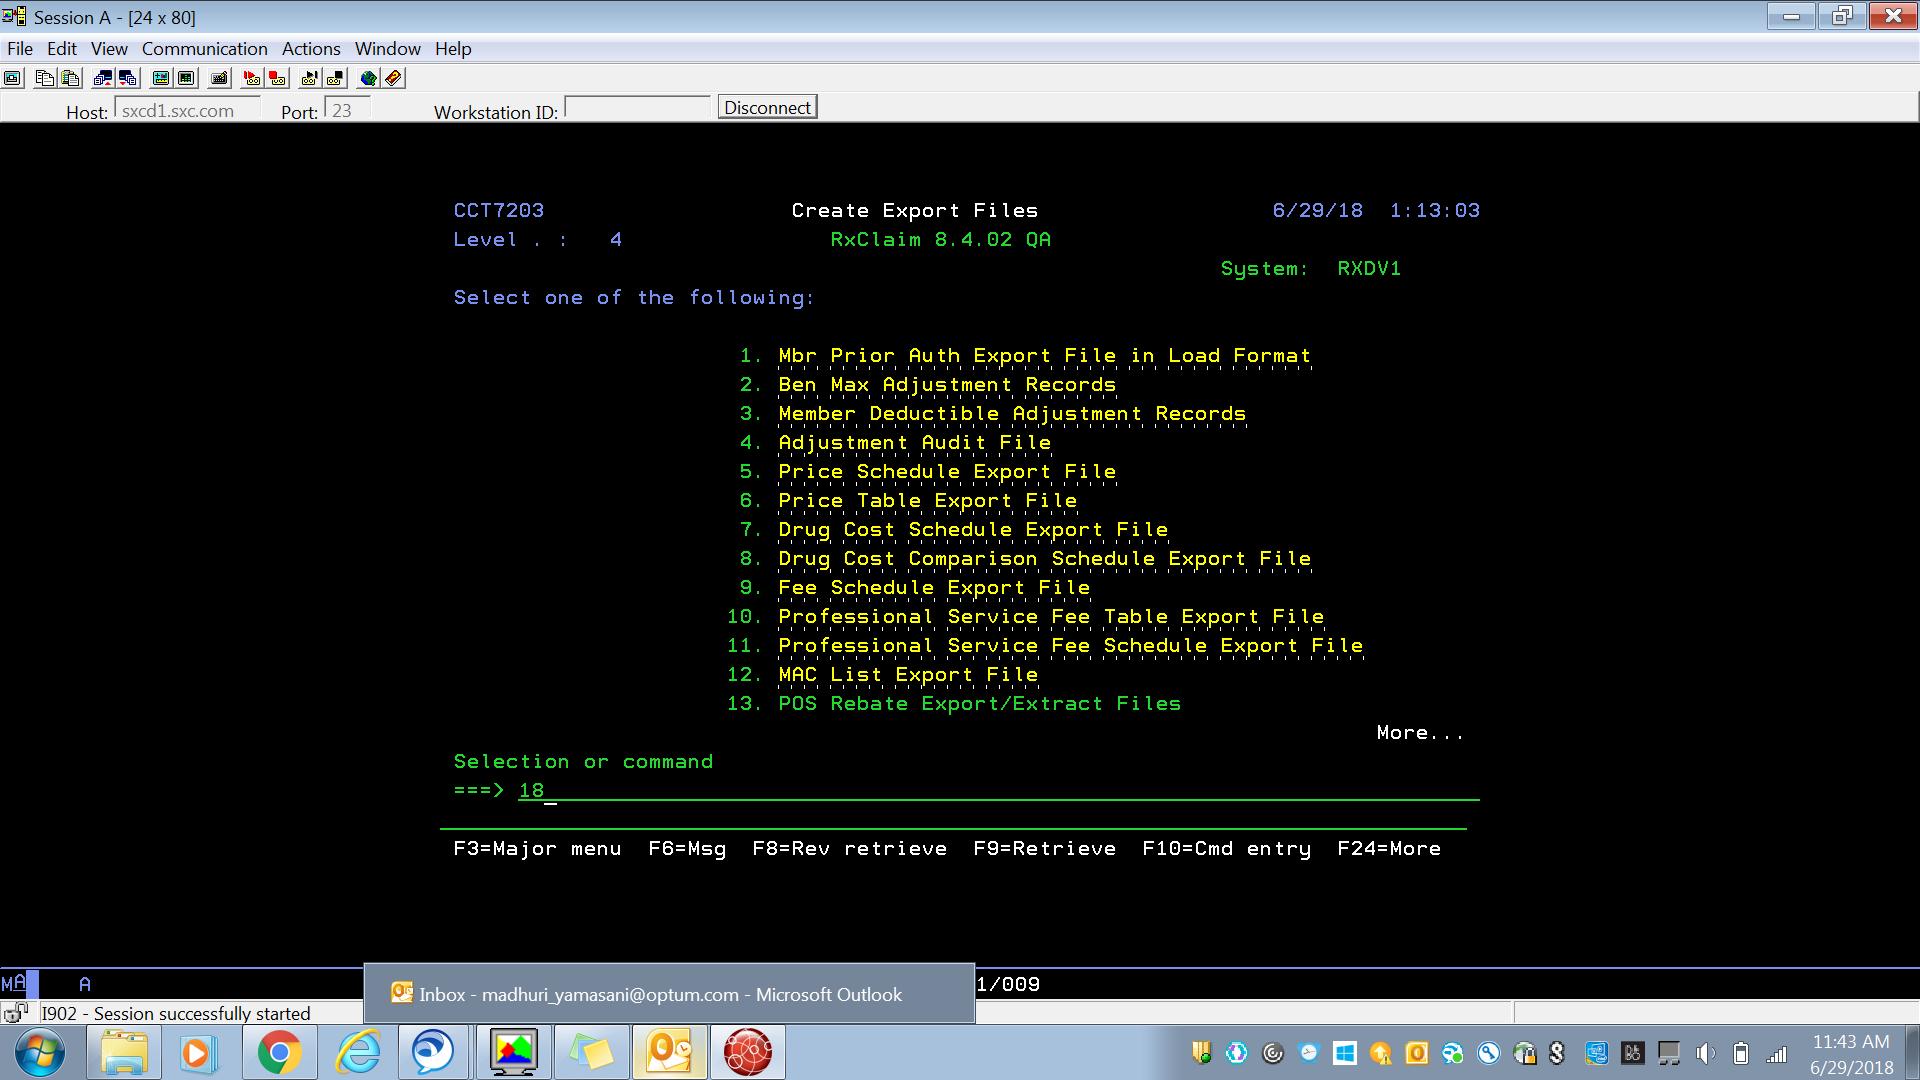 Session A - [24 x 80]
File Edit View Communication Actions Window Help
Host: sxcd1.sxc.com Port: 23 Workstation ID: Disconnect
CCT7203 Create Export Files 6/29/18 1:13:03
Level . : 4 RxClaim 8.4.02 QA
System: RXDV1
Select one of the following:
1. Mbr Prior Auth Export File in Load Format
2. Ben Max Adjustment Records
3. Member Deductible Adjustment Records
4. Adjustment Audit File
5. Price Schedule Export File
6. Price Table Export File
7. Drug Cost Schedule Export File
8. Drug Cost Comparison Schedule Export File
9. Fee Schedule Export File
10. Professional Service Fee Table Export File
11. Professional Service Fee Schedule Export File
12. MAC List Export File
13. POS Rebate Export/Extract Files
More...
Selection or command
===> 18
F3=Major menu F6=Msg F8=Rev retrieve F9=Retrieve F10=Cmd entry F24=More
MA A 1/009
Inbox - madhuri_yamasani@optum.com - Microsoft Outlook
I902 - Session successfully started
11:43 AM
6/29/2018